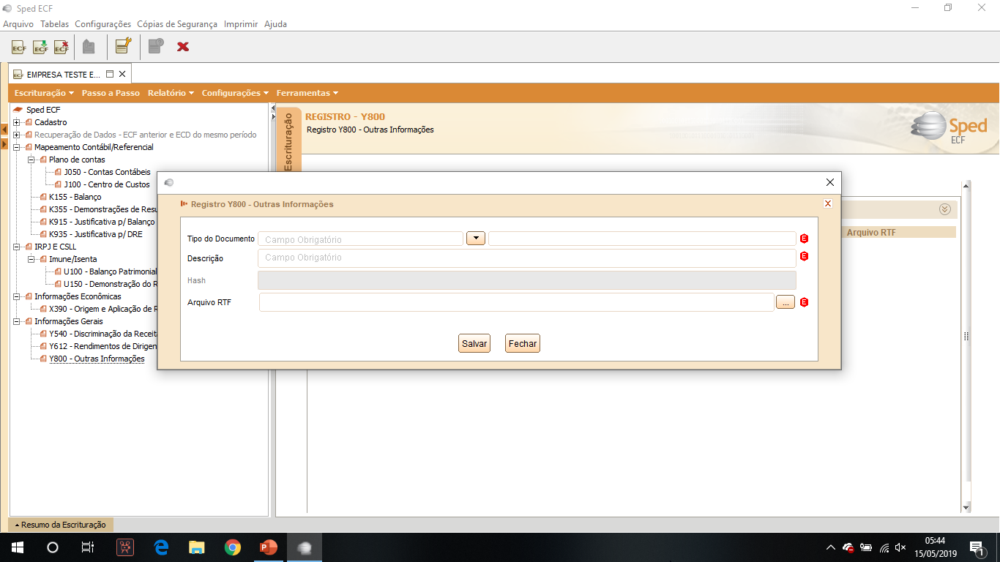 Sped ECF
Arquivo Tabelas Configurações Cópias de Segurança Imprimir Ajuda
ECF ECF ECF
ECF EMPRESA TESTE E...
Escrituração Passo a Passo Relatório Configurações Ferramentas
Sped ECF
Cadastro
Recuperação de Dados - ECF anterior e ECD do mesmo período
Mapeamento Contábil/Referencial
Plano de contas
J050 - Contas Contábeis
J100 - Centro de Custos
K155 - Balanço
K355 - Demonstrações de Resu
K915 - Justificativa p/ Balanço
K935 - Justificativa p/ DRE
IRPJ E CSLL
Imune/Isenta
U100 - Balanço Patrimonial
U150 - Demonstração do R
Informações Econômicas
X390 - Origem e Aplicação de R
Informações Gerais
Y540 - Discriminação da Receita
Y612 - Rendimentos de Dirigen
Y800 - Outras Informações
Escrituração
REGISTRO - Y800
Registro Y800 - Outras Informações
Sped
ECF
Arquivo RTF
Registro Y800 - Outras Informações
Tipo do Documento Campo Obrigatório E
Descrição Campo Obrigatório E
Hash
Arquivo RTF ... E
Salvar Fechar
Resumo da Escrituração
05:44
15/05/2019
1